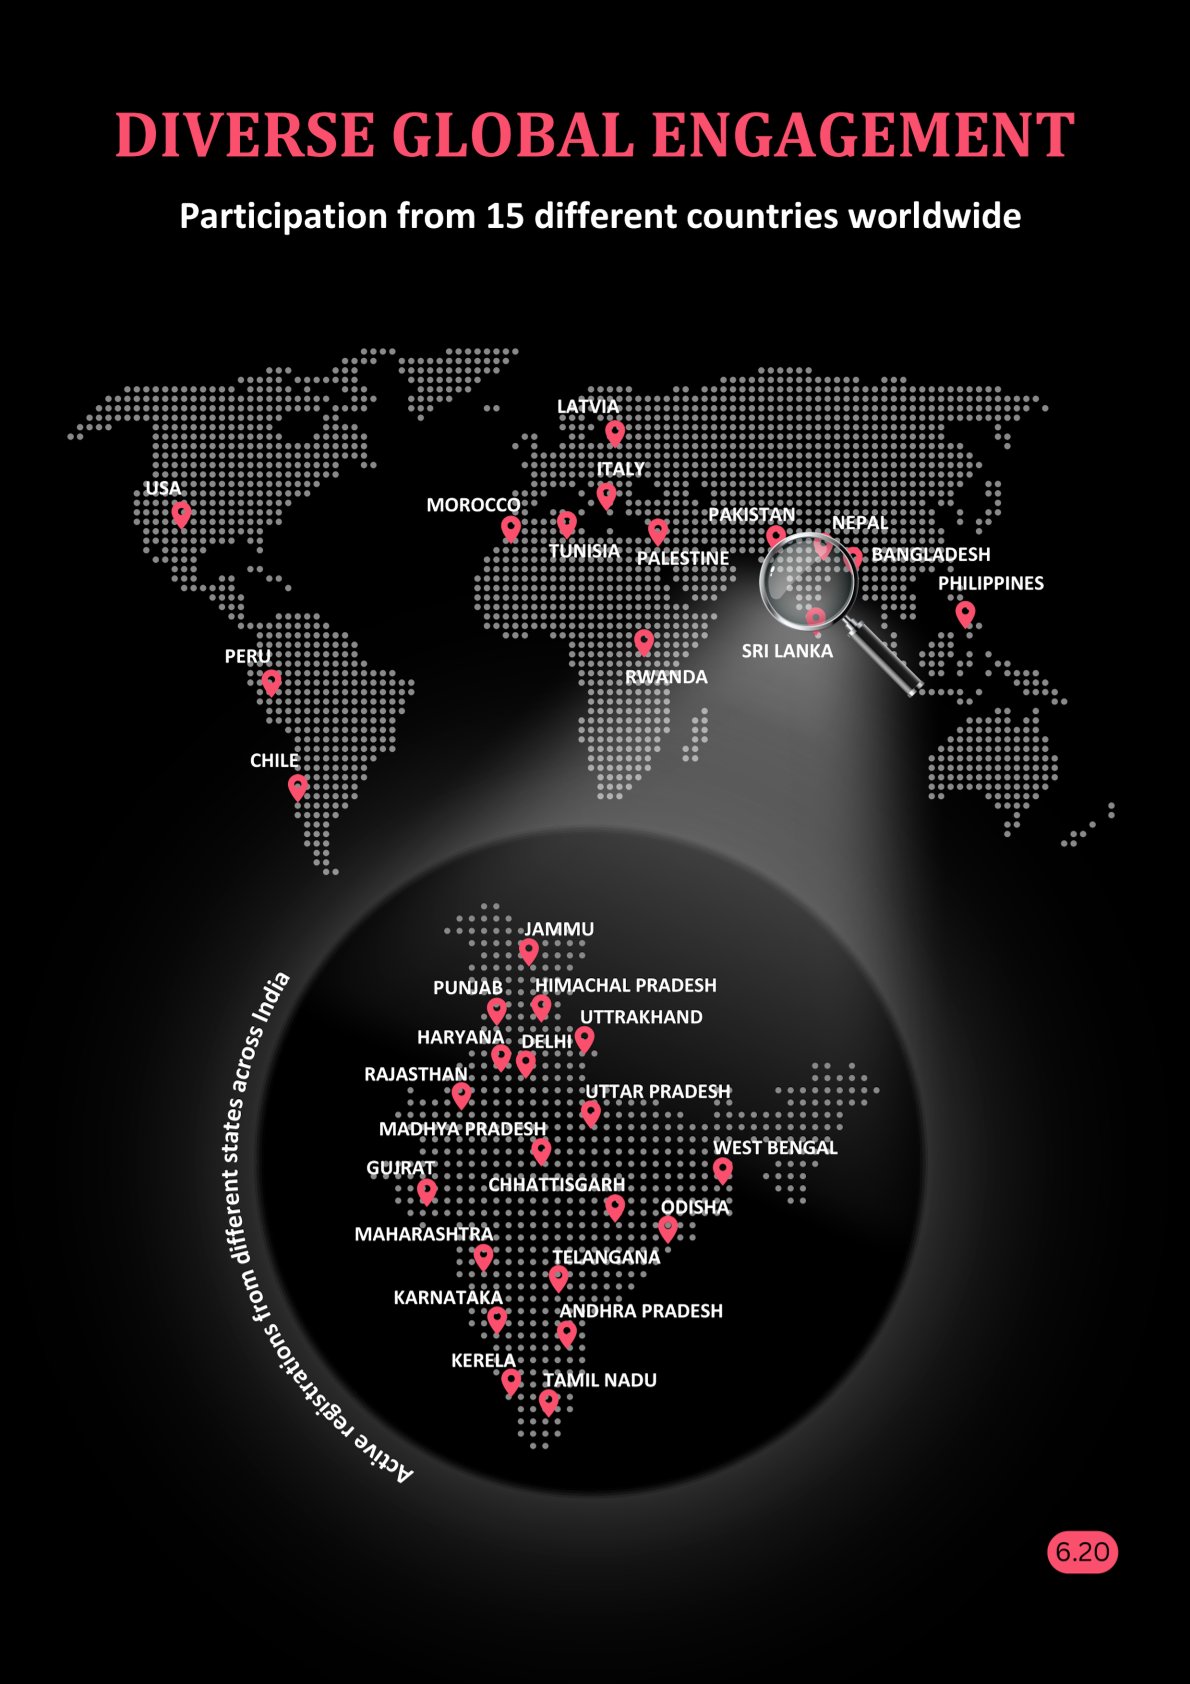 DIVERSE GLOBAL ENGAGEMENT
Participation from 15 different countries worldwide
LATVIA
ITALY
USA
MOROCCO
PAKISTAN
NEPAL
TUNISIA
PALESTINE
BANGLADESH
PHILIPPINES
SRI LANKA
PERU
RWANDA
CHILE
Active registrations from different states across India
JAMMU
PUNJAB
HIMACHAL PRADESH
UTTRAKHAND
HARYANA
DELHI
RAJASTHAN
UTTAR PRADESH
MADHYA PRADESH
WEST BENGAL
GUJRAT
CHHATTISGARH
ODISHA
MAHARASHTRA
TELANGANA
KARNATAKA
ANDHRA PRADESH
KERELA
TAMIL NADU
6.20